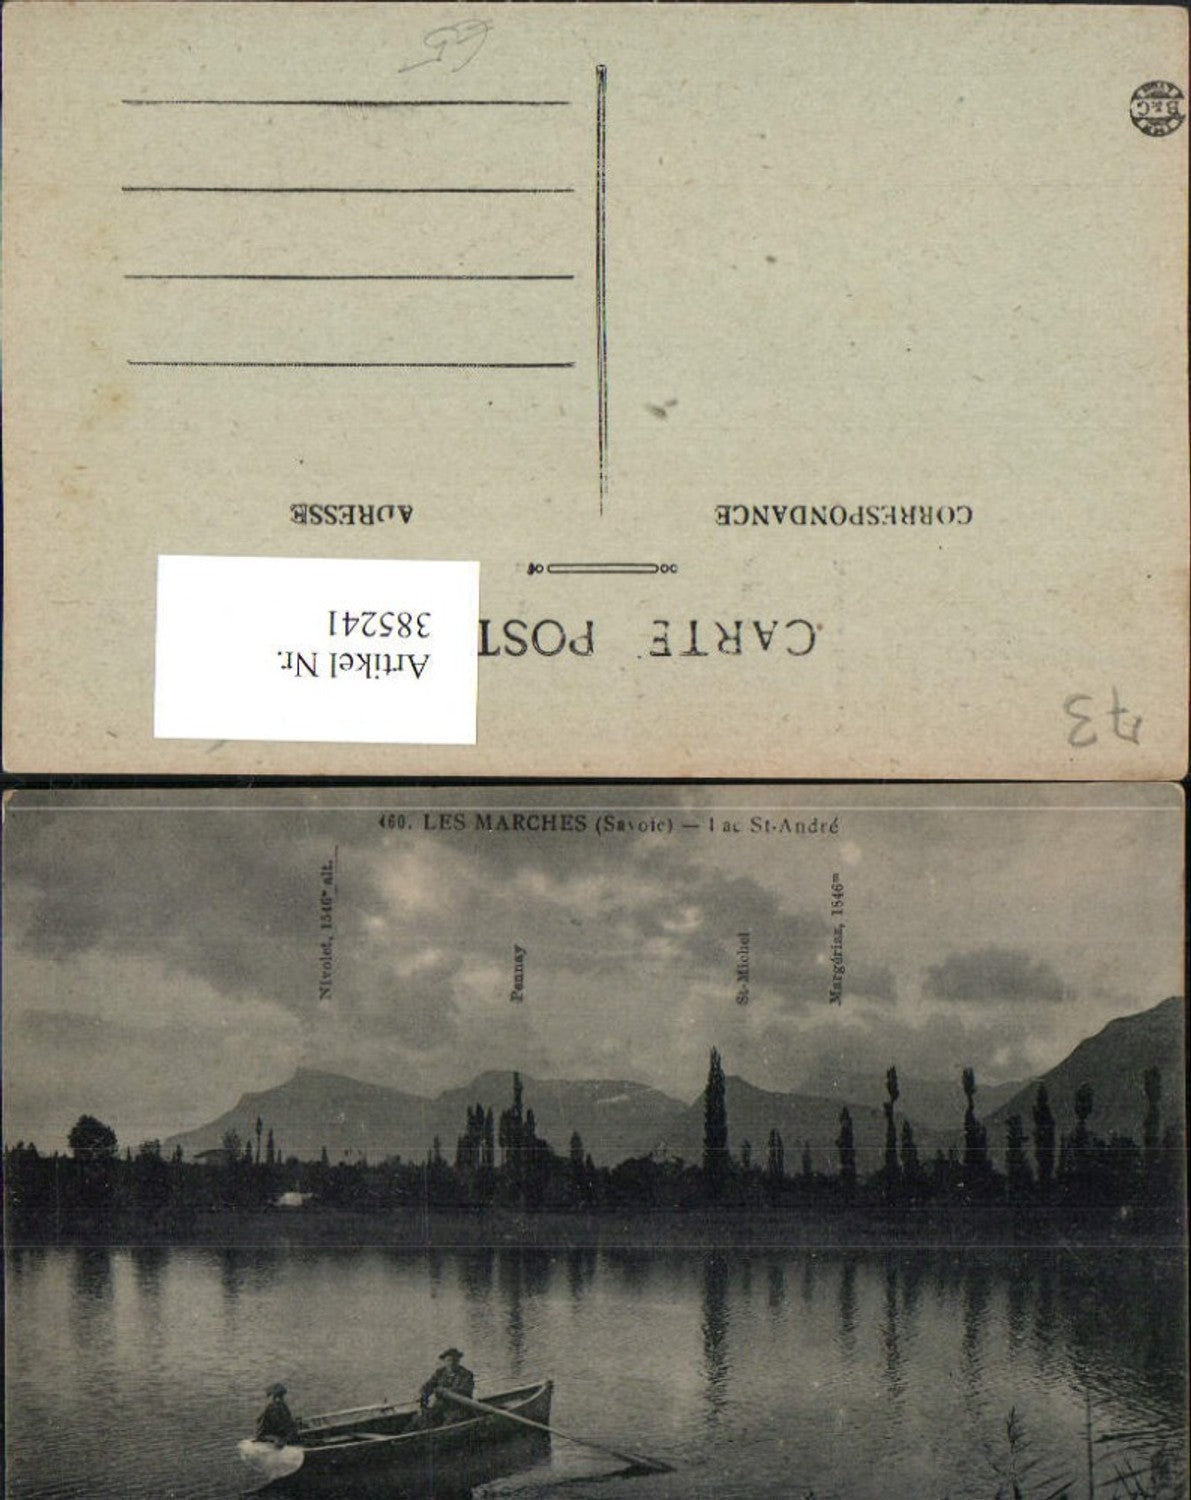 CARTE POST
CORRESPONDANCE
ADRESSE
Artikel Nr.
385241
73
B & C
460. LES MARCHES (Savoie) — Lac St-André
Nivolet, 1546m alt.
Pennay
St-Michel
Margériaz, 1846m